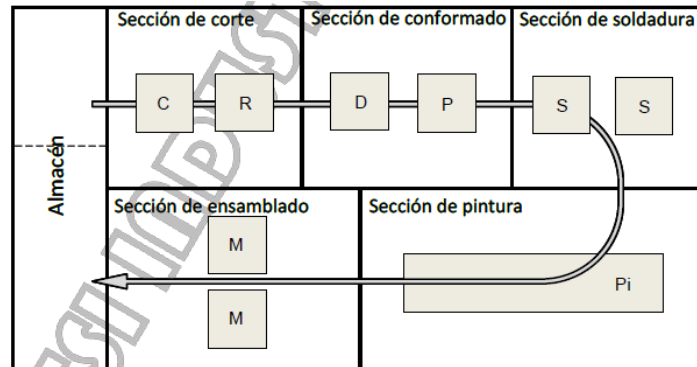 Sección de corte
Sección de conformado
Sección de soldadura
C
R
D
P
S
S
Almacén
Sección de ensamblado
Sección de pintura
M
M
Pi